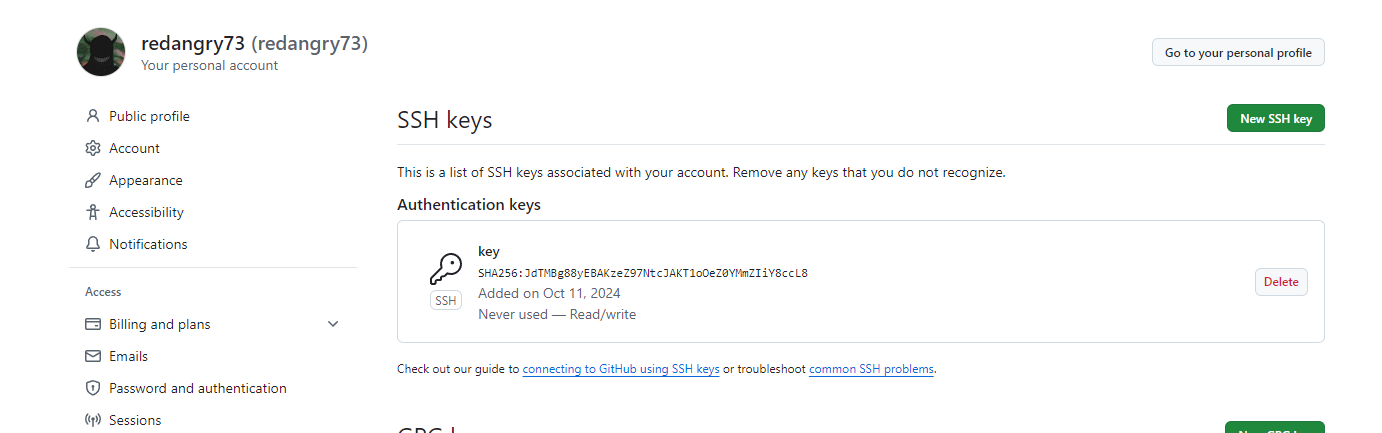 redangry73 (redangry73)
Your personal account
Go to your personal profile
Public profile
Account
Appearance
Accessibility
Notifications
Access
Billing and plans
Emails
Password and authentication
Sessions
SSH keys
New SSH key
This is a list of SSH keys associated with your account. Remove any keys that you do not recognize.
Authentication keys
key
SHA256:JdTMBg88yEBAKzeZ97NtcJAKT1oOeZ0YMmZIiY8ccL8
SSH
Added on Oct 11, 2024
Never used — Read/write
Delete
Check out our guide to connecting to GitHub using SSH keys or troubleshoot common SSH problems.